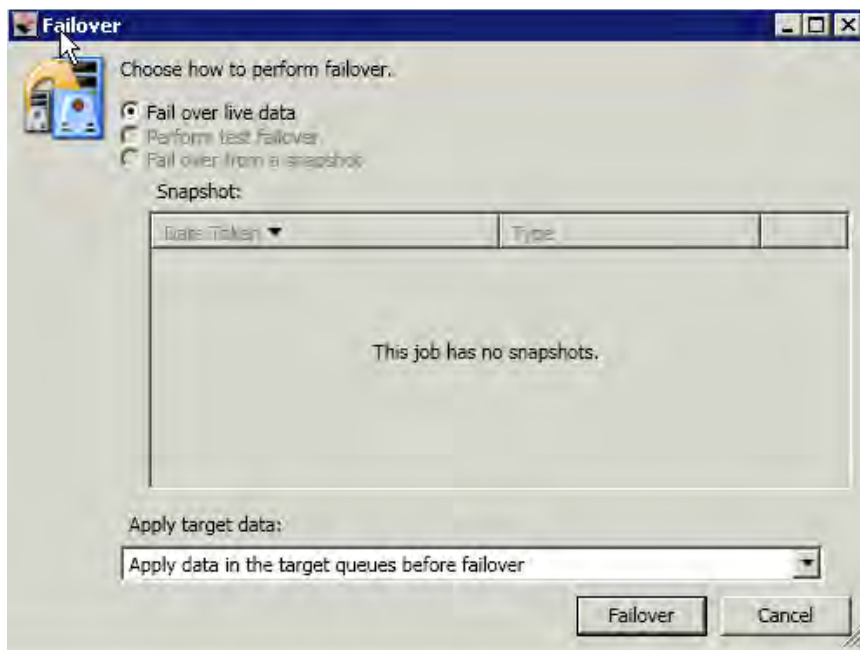 Failover
Choose how to perform failover.
Fail over live data
Perform test failover
Fail over from a snapshot
Snapshot:
Date Taken Type
This job has no snapshots.
Apply target data:
Apply data in the target queues before failover
Failover Cancel